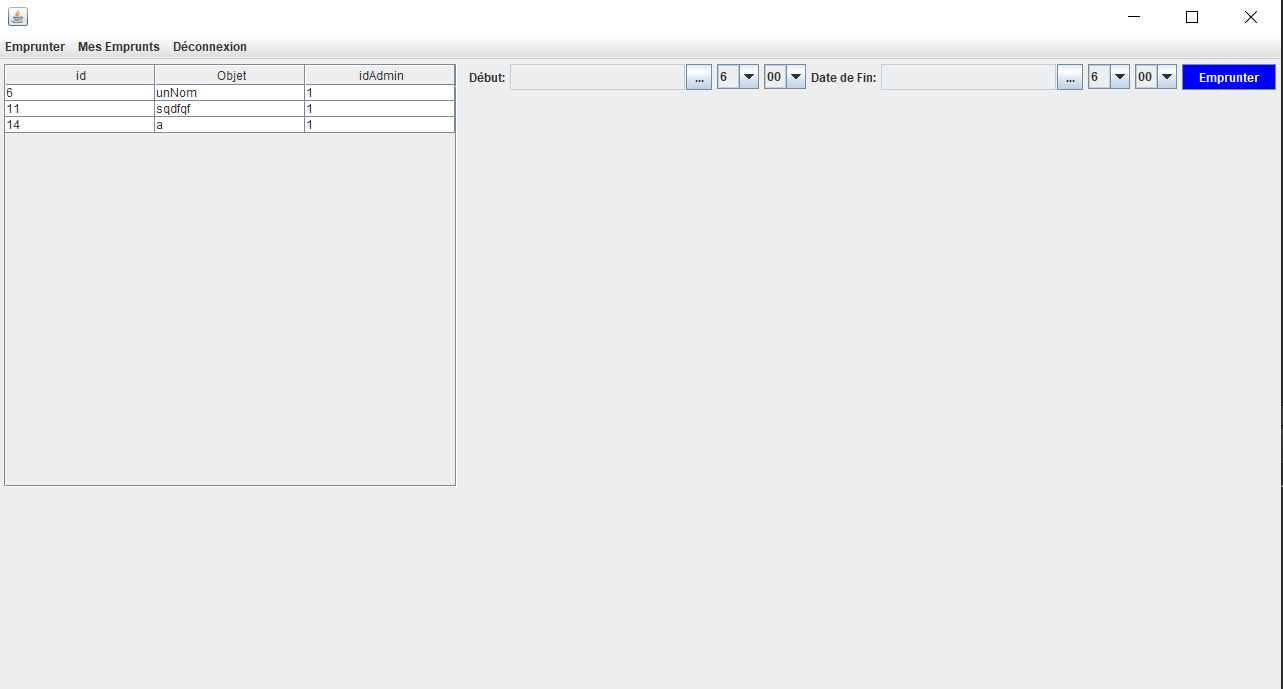 Emprunter Mes Emprunts Déconnexion
id Objet idAdmin Début: ... 6 00 Date de Fin: ... 6 00 Emprunter
6 unNom 1
11 sqdfqf 1
14 a 1